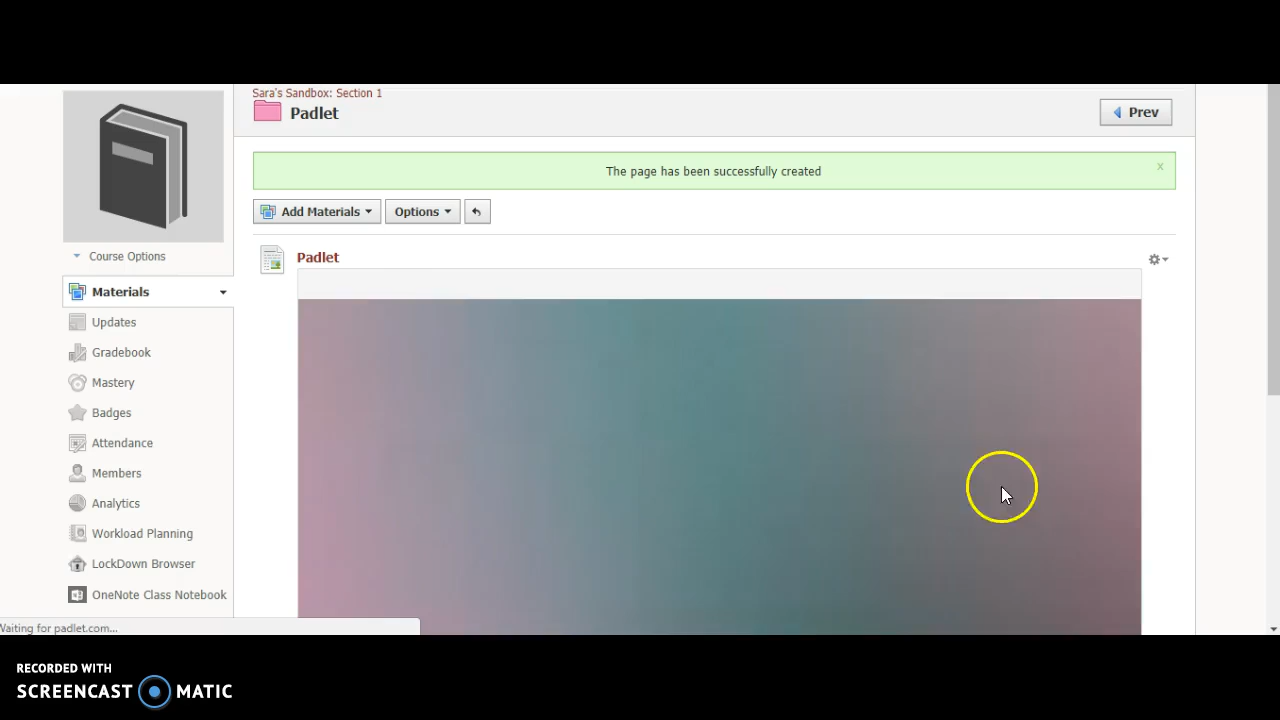 Sara's Sandbox: Section 1
Padlet
Prev
The page has been successfully created
x
Add Materials
Options
Course Options
Padlet
Materials
Updates
Gradebook
Mastery
Badges
Attendance
Members
Analytics
Workload Planning
LockDown Browser
OneNote Class Notebook
Waiting for padlet.com...
RECORDED WITH
SCREENCAST MATIC